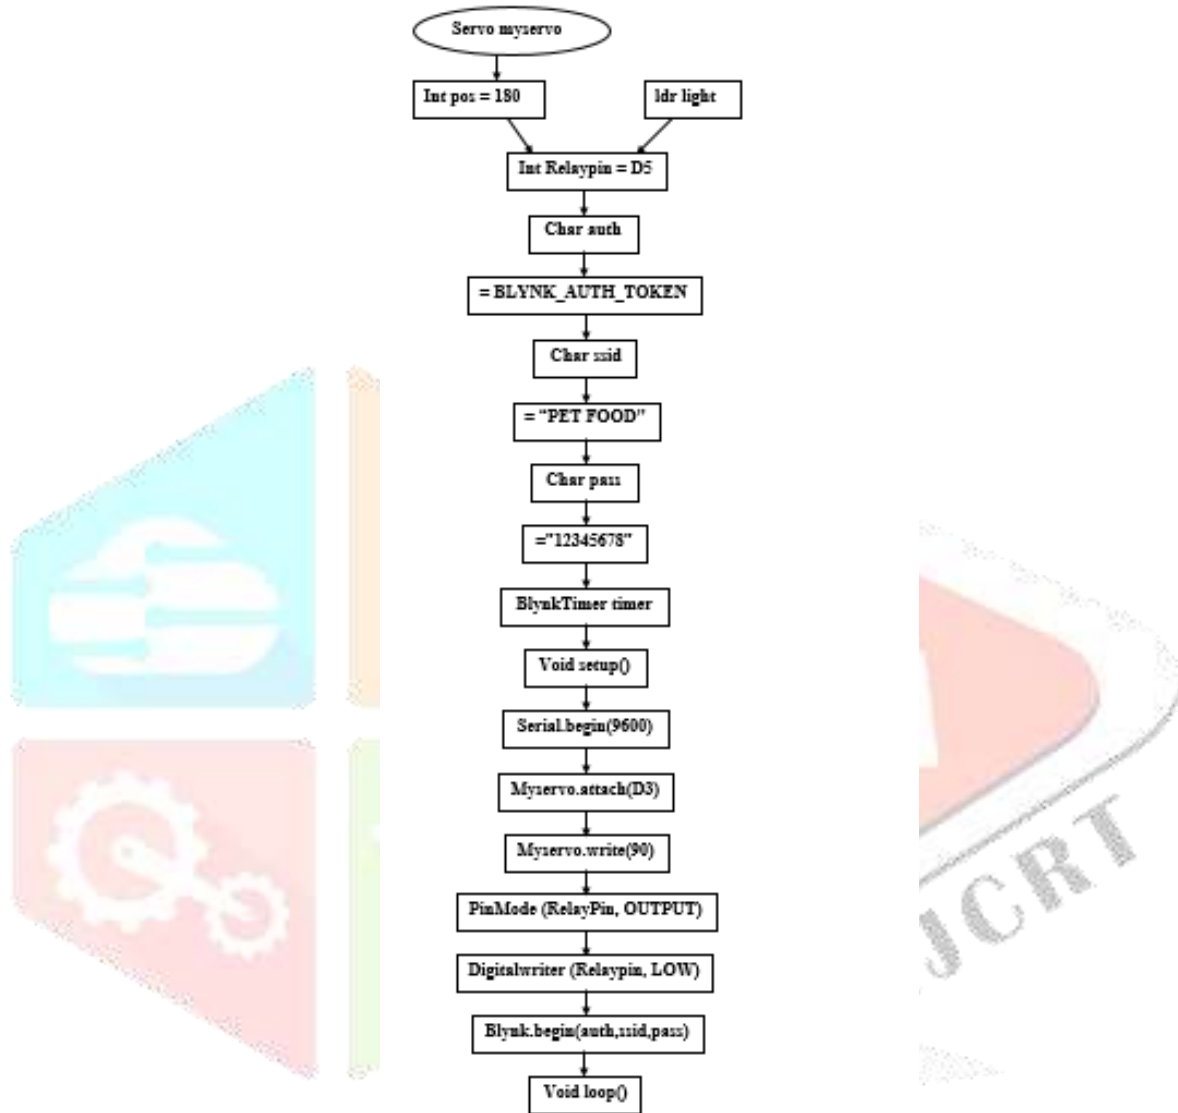 Servo myservo
Int pos = 180
ldr light
Int Relaypin = D5
Char auth
= BLYNK_AUTH_TOKEN
Char ssid
= “PET FOOD”
Char pass
="12345678"
BlynkTimer timer
Void setup()
Serial.begin(9600)
Myservo.attach(D3)
Myservo.write(90)
PinMode (RelayPin, OUTPUT)
Digitalwriter (Relaypin, LOW)
Blynk.begin(auth,ssid,pass)
Void loop()
JCRT